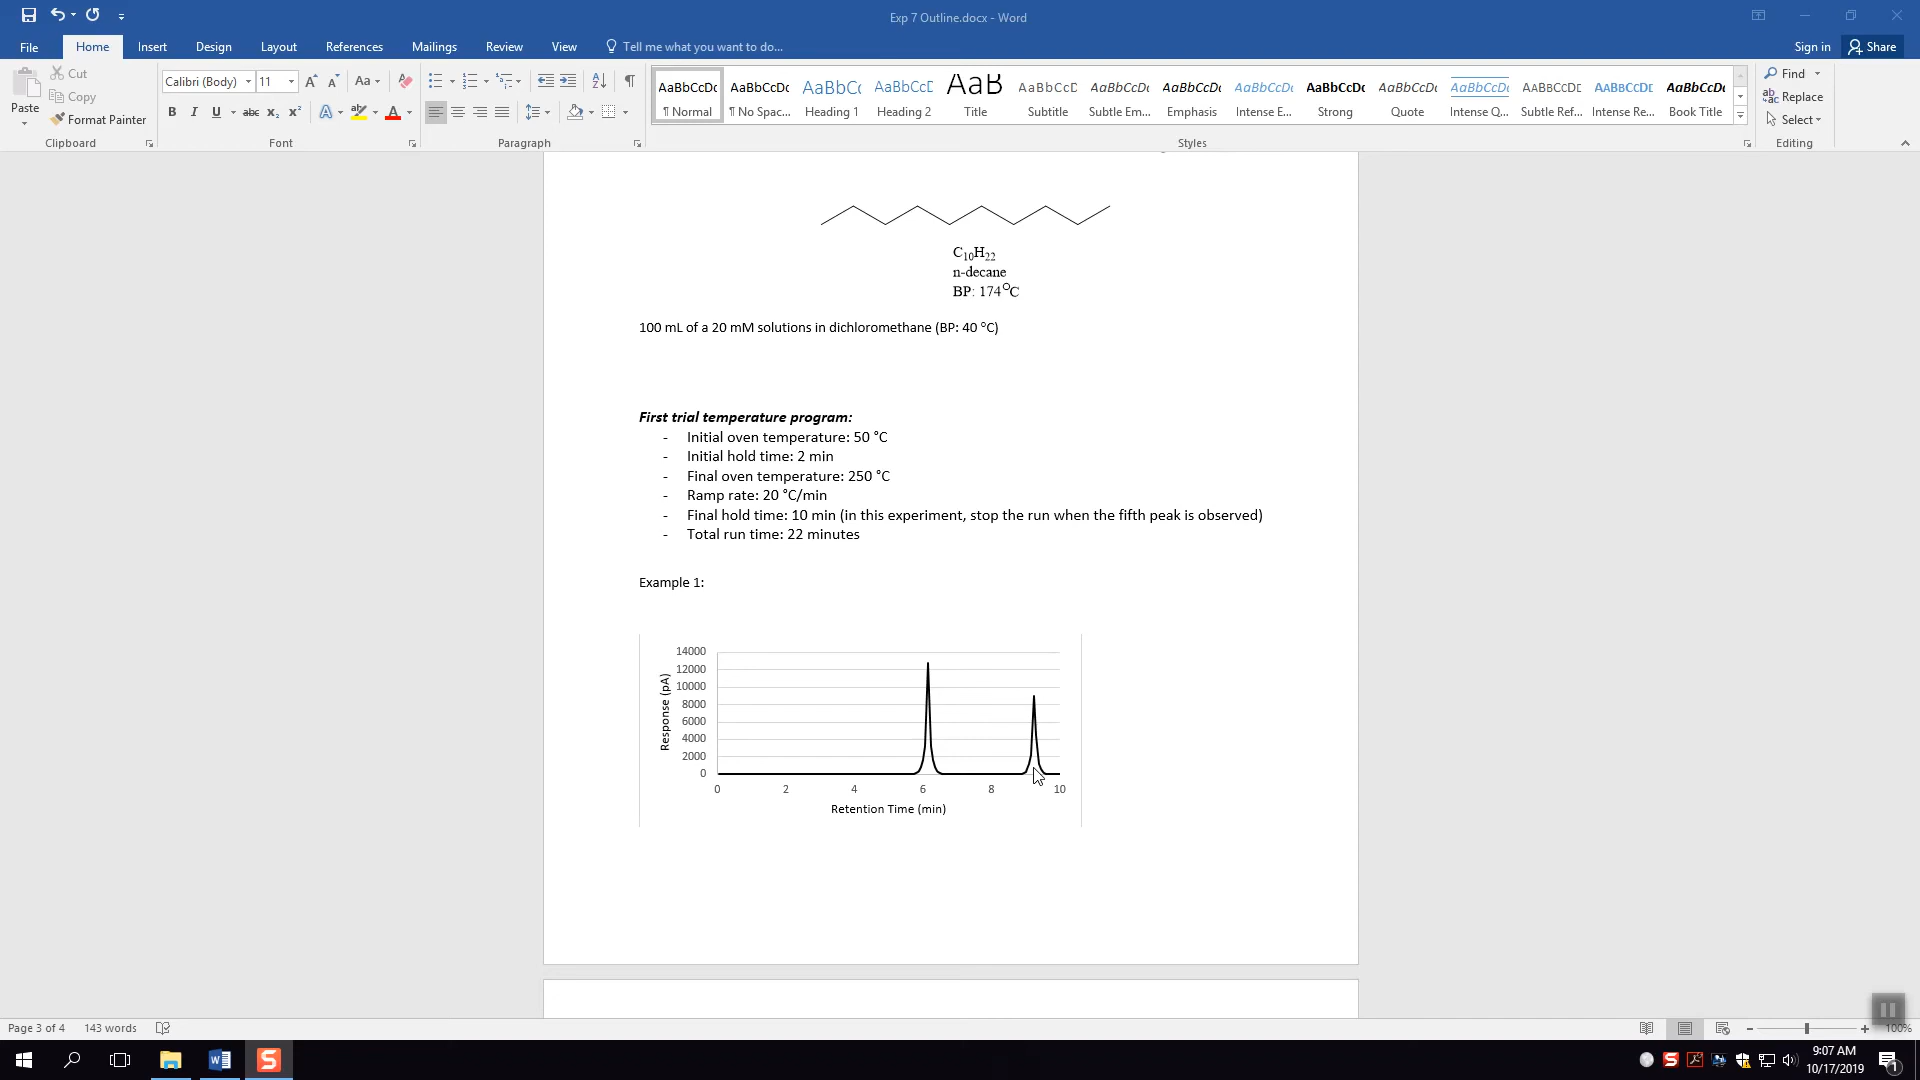 Exp 7 Outline.docx - Word
File Home Insert Design Layout References Mailings Review View Tell me what you want to do... Sign in Share
Paste
Cut
Copy
Format Painter
Clipboard
Calibri (Body) 11
Font
Paragraph
AaBbCcDc AaBbCcDc AaBbCc AaBbCcD AaB AaBbCcD AaBbCcDc AaBbCcDc AaBbCcDc AaBbCcDc AaBbCcDc AaBbCcDc AABBCCDD AABBCCDD AaBbCcDc
¶ Normal ¶ No Spac... Heading 1 Heading 2 Title Subtitle Subtle Em... Emphasis Intense E... Strong Quote Intense Q... Subtle Ref... Intense Re... Book Title
Styles
Find
Replace
Select
Editing
C10H22
n-decane
BP: 174°C
100 mL of a 20 mM solutions in dichloromethane (BP: 40 °C)
First trial temperature program:
- Initial oven temperature: 50 °C
- Initial hold time: 2 min
- Final oven temperature: 250 °C
- Ramp rate: 20 °C/min
- Final hold time: 10 min (in this experiment, stop the run when the fifth peak is observed)
- Total run time: 22 minutes
Example 1:
Response (pA)
14000
12000
10000
8000
6000
4000
2000
0
0 2 4 6 8 10
Retention Time (min)
Page 3 of 4 143 words
100%
9:07 AM
10/17/2019